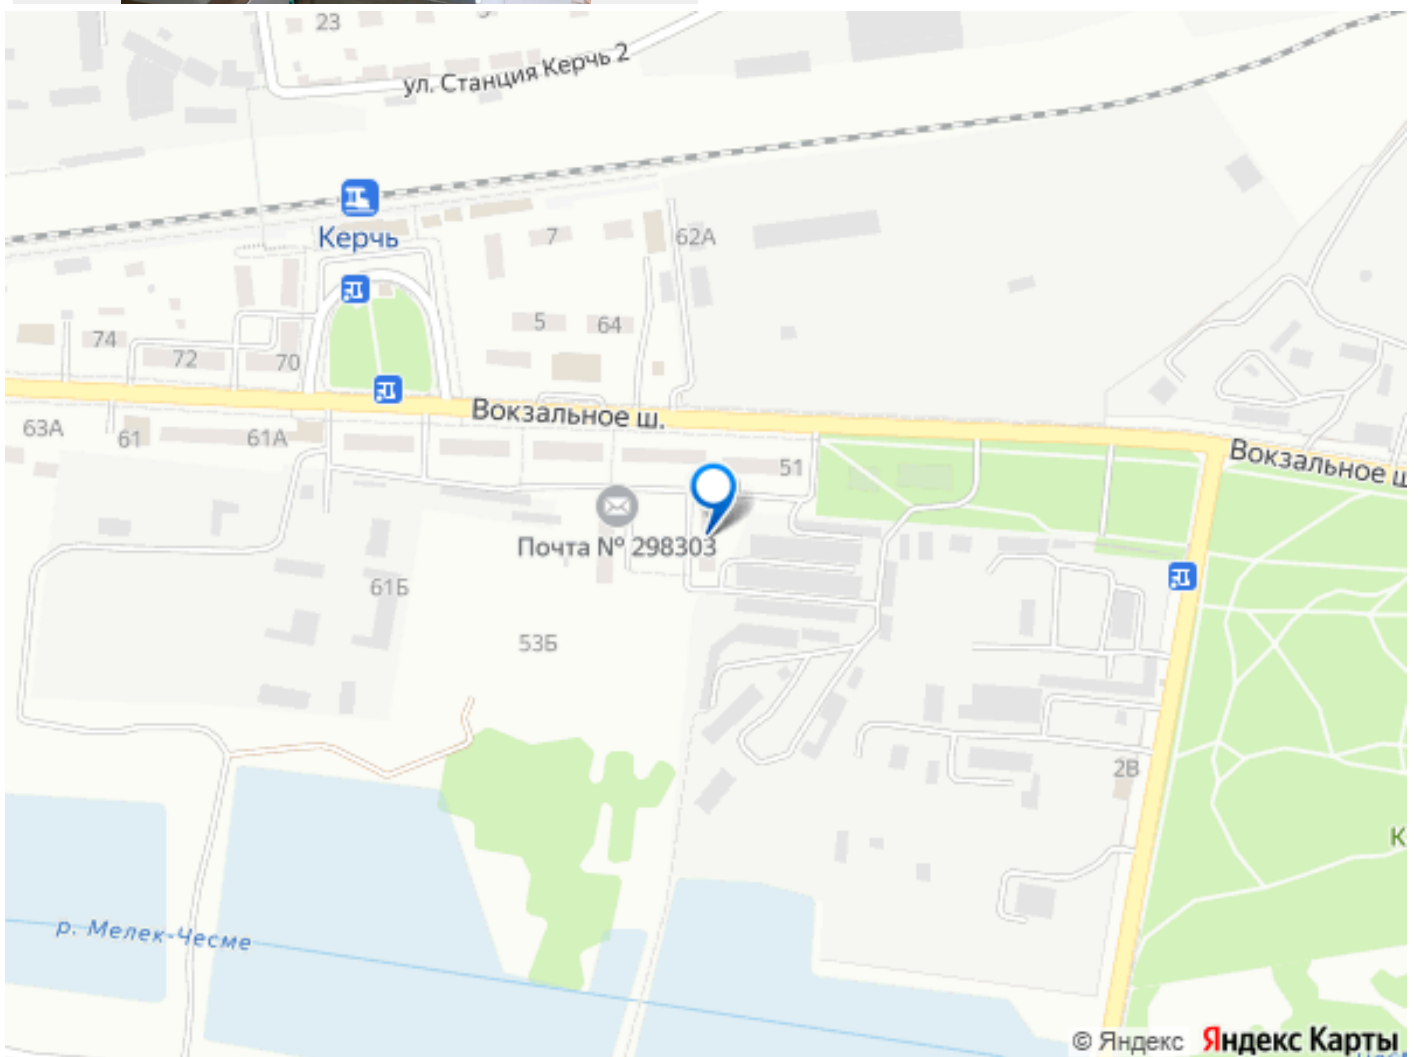 23
ул. Станция Керчь 2
Керчь
7
62А
5
64
74
72
70
Вокзальное ш.
63А
61
61А
51
Вокзальное ш
Почта № 298303
61Б
53Б
2В
К
р. Мелек-Чесме
© Яндекс Яндекс Карты